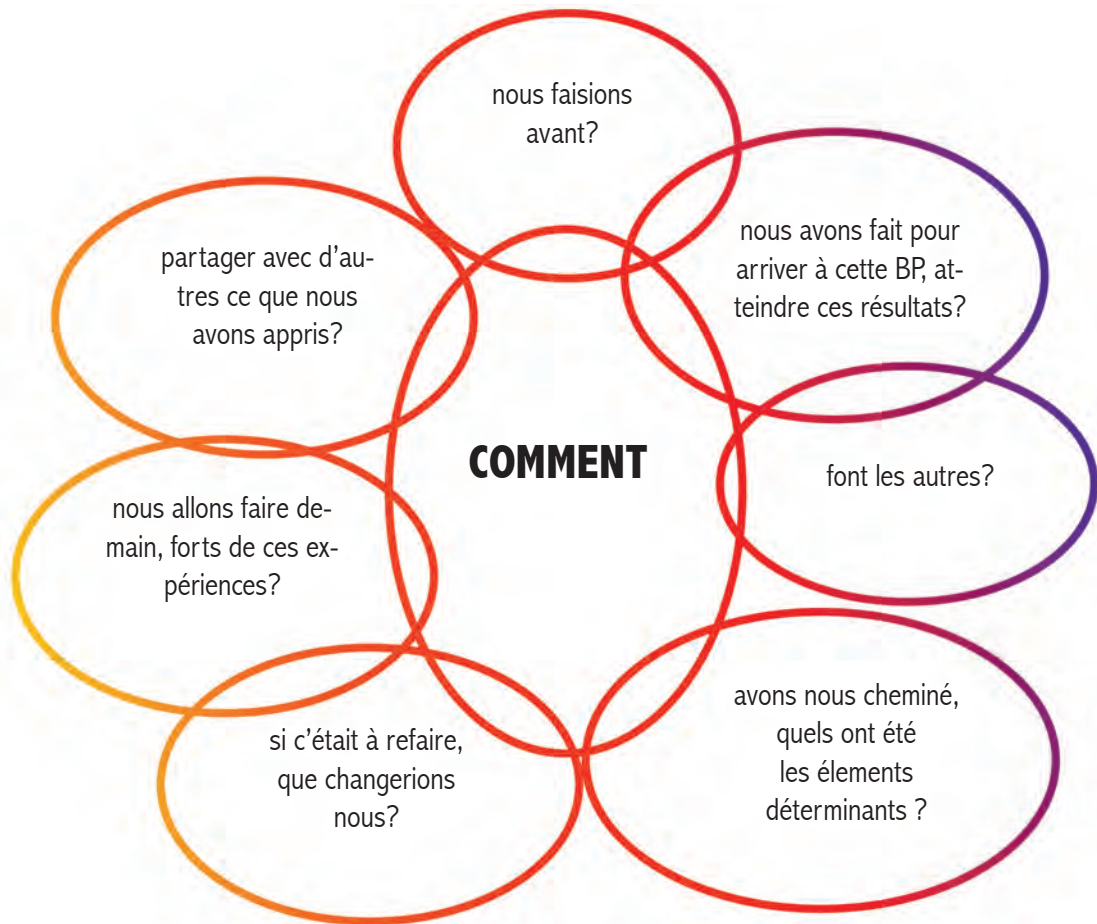 nous faisions
avant?
nous avons fait pour
arriver à cette BP, at-
teindre ces résultats?
font les autres?
avons nous cheminé,
quels ont été
les élements
déterminants ?
si c'était à refaire,
que changerions
nous?
nous allons faire de-
main, forts de ces ex-
périences?
partager avec d'au-
tres ce que nous
avons appris?
COMMENT